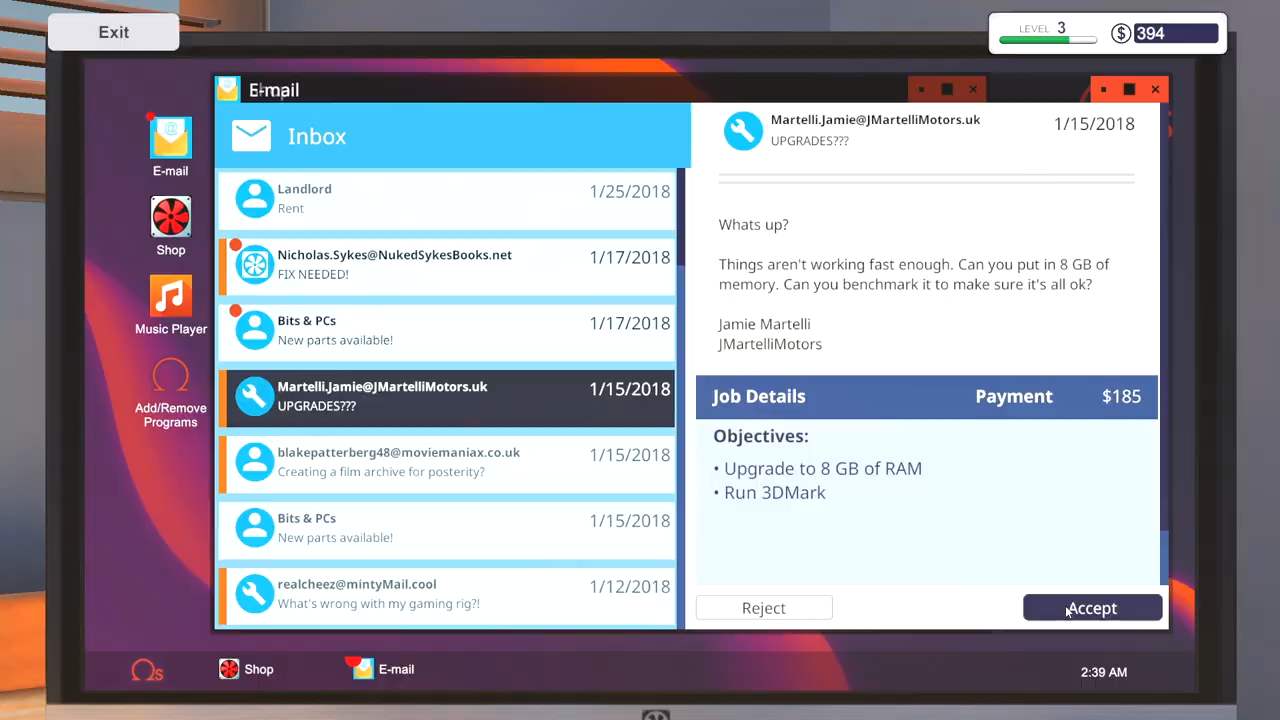 Exit
LEVEL 3
$ 394
E-mail
Inbox
Landlord
1/25/2018
Rent
Nicholas.Sykes@NukedSykesBooks.net
1/17/2018
FIX NEEDED!
Bits & PCs
1/17/2018
New parts available!
Martelli.Jamie@JMartelliMotors.uk
1/15/2018
UPGRADES???
blakepatterberg48@moviemaniax.co.uk
1/15/2018
Creating a film archive for posterity?
Bits & PCs
1/15/2018
New parts available!
realcheez@mintyMail.cool
1/12/2018
What's wrong with my gaming rig?!
Martelli.Jamie@JMartelliMotors.uk
1/15/2018
UPGRADES???
Whats up?
Things aren't working fast enough. Can you put in 8 GB of
memory. Can you benchmark it to make sure it's all ok?
Jamie Martelli
JMartelliMotors
Job Details Payment $185
Objectives:
• Upgrade to 8 GB of RAM
• Run 3DMark
Reject
Accept
E-mail
Shop
Music Player
Add/Remove
Programs
Ωs
Shop
E-mail
2:39 AM